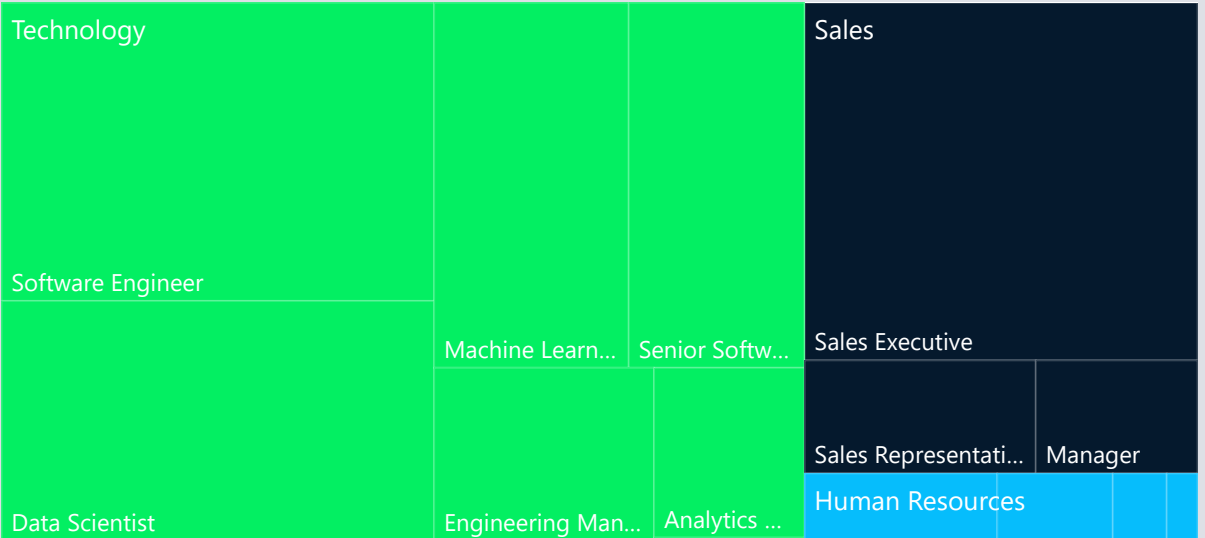 Technology
Software Engineer
Data Scientist
Machine Learn...
Senior Softw...
Engineering Man...
Analytics ...
Sales
Sales Executive
Sales Representati...
Manager
Human Resources